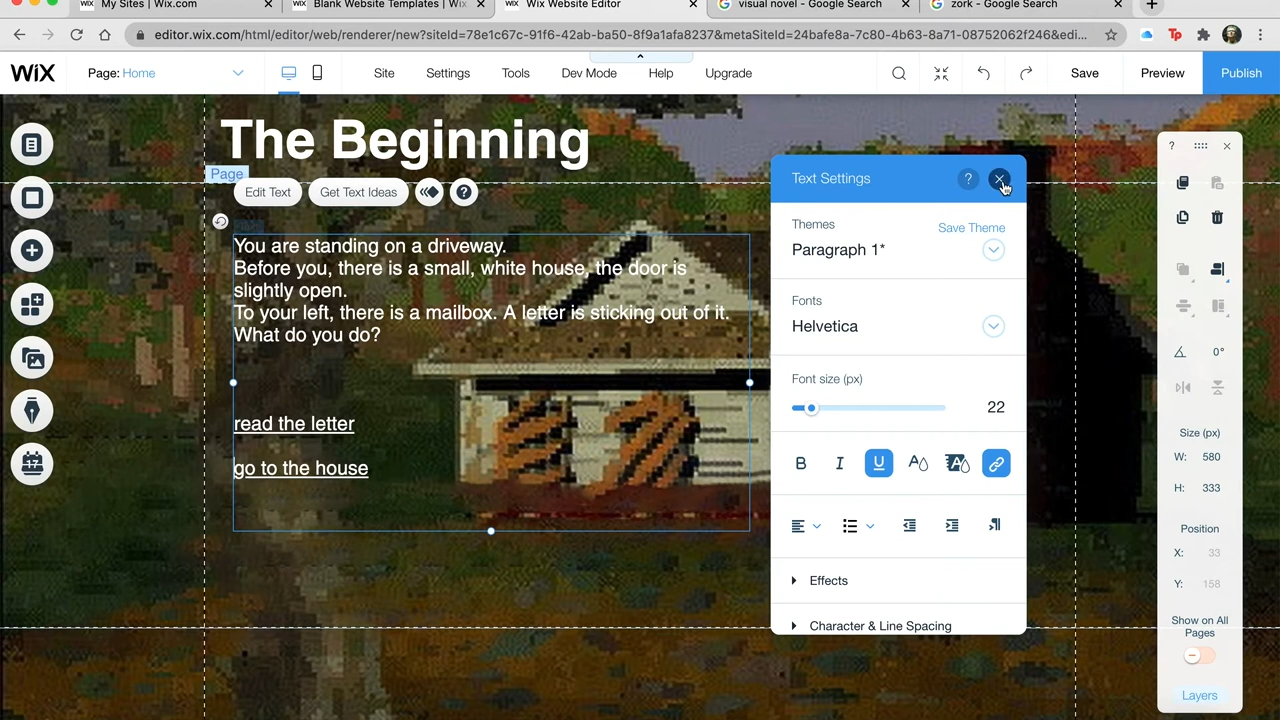 My Sites | Wix.com
Blank Website Templates | Wix
Wix Website Editor
visual novel - Google Search
zork - Google Search
editor.wix.com/html/editor/web/renderer/new?siteId=78e1c67c-91f6-42ab-ba50-8f9a1afa8237&metaSiteId=24bafe8a-7c80-4b63-8a71-08752062f246&edi...
WiX
Page: Home
Site
Settings
Tools
Dev Mode
Help
Upgrade
Save
Preview
Publish
The Beginning
Page
Edit Text
Get Text Ideas
?
You are standing on a driveway.
Before you, there is a small, white house, the door is
slightly open.
To your left, there is a mailbox. A letter is sticking out of it.
What do you do?
read the letter
go to the house
17
Text Settings
?
Themes
Save Theme
Paragraph 1*
Fonts
Helvetica
Font size (px)
22
B I U A A
Effects
Character & Line Spacing
?
0°
Size (px)
W: 580
H: 333
Position
X: 33
Y: 158
Show on All
Pages
Layers